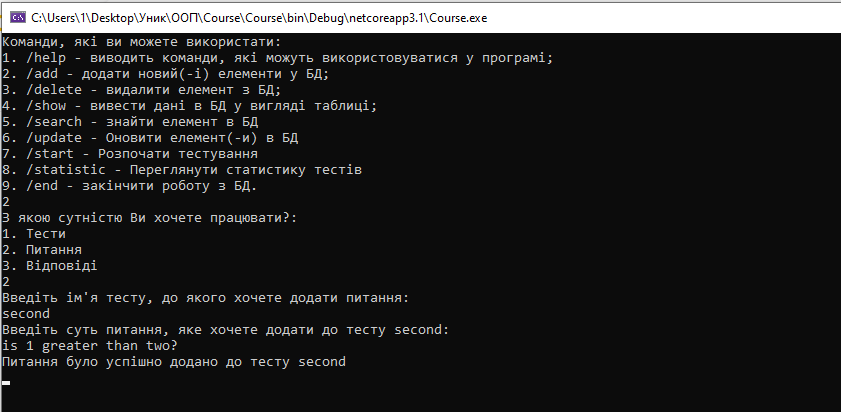 C:\Users\1\Desktop\Уник\ООП\Course\Course\bin\Debug\netcoreapp3.1\Course.exe
Команди, які ви можете використати:
1. /help - виводить команди, які можуть використовуватися у програмі;
2. /add - додати новий(-і) елементи у БД;
3. /delete - видалити елемент з БД;
4. /show - вивести дані в БД у вигляді таблиці;
5. /search - знайти елемент в БД
6. /update - Оновити елемент(-и) в БД
7. /start - Розпочати тестування
8. /statistic - Переглянути статистику тестів
9. /end - закінчити роботу з БД.
2
З якою сутністю Ви хочете працювати?:
1. Тести
2. Питання
3. Відповіді
2
Введіть ім'я тесту, до якого хочете додати питання:
second
Введіть суть питання, яке хочете додати до тесту second:
is 1 greater than two?
Питання було успішно додано до тесту second